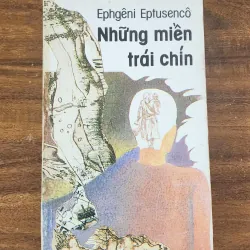 Ephgêni Eptusencô
Những miền
trái chín